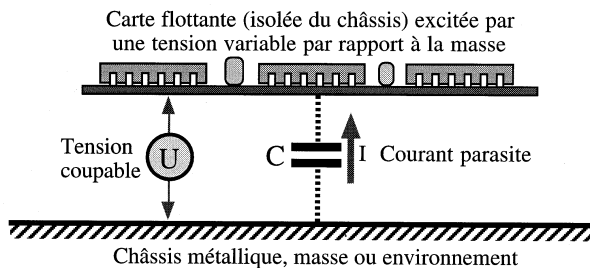 Carte flottante (isolée du châssis) excitée par
une tension variable par rapport à la masse
Tension
coupable
U
C
I
Courant parasite
Châssis métallique, masse ou environnement